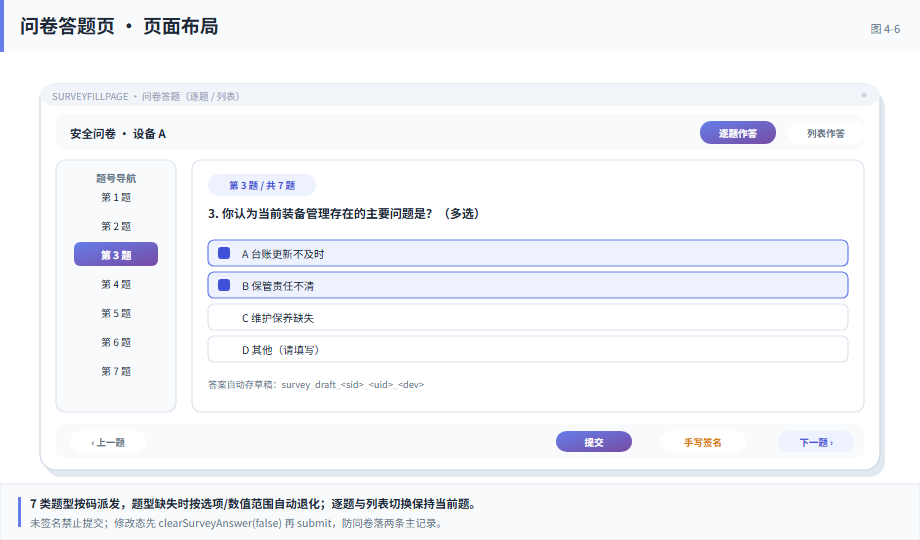 问卷答题页 · 页面布局
图 4-6
SURVEYFILLPAGE · 问卷答题（逐题 / 列表）
安全问卷 · 设备 A
逐题作答
列表作答
题号导航
第 1 题
第 2 题
第 3 题
第 4 题
第 5 题
第 6 题
第 7 题
第 3 题 / 共 7 题
3. 你认为当前装备管理存在的主要问题是？（多选）
A 台账更新不及时
B 保管责任不清
C 维护保养缺失
D 其他（请填写）
答案自动存草稿：survey_draft_<sid>_<uid>_<dev>
‹ 上一题
提交
手写签名
下一题 ›
7 类题型按码派发，题型缺失时按选项/数值范围自动退化；逐题与列表切换保持当前题。
未签名禁止提交；修改态先 clearSurveyAnswer(false) 再 submit，防同卷落两条主记录。